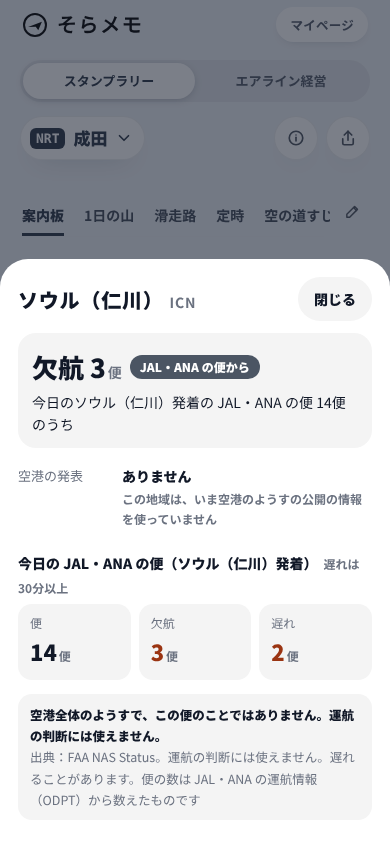 そらメモ
マイページ
スタンプラリー
エアライン経営
NRT 成田
案内板 1日の山 滑走路 定時 空の道すじ
ソウル（仁川） ICN
閉じる
欠航 3便 JAL・ANA の便から
今日のソウル（仁川）発着の JAL・ANA の便 14便
のうち
空港の発表
ありません
この地域は、いま空港のようすの公開の情報
を使っていません
今日の JAL・ANA の便（ソウル（仁川）発着） 遅れは
30分以上
便
14便
欠航
3便
遅れ
2便
空港全体のようすで、この便のことではありません。運航
の判断には使えません。
出典：FAA NAS Status。運航の判断には使えません。遅れ
ることがあります。便の数は JAL・ANA の運航情報
（ODPT）から数えたものです